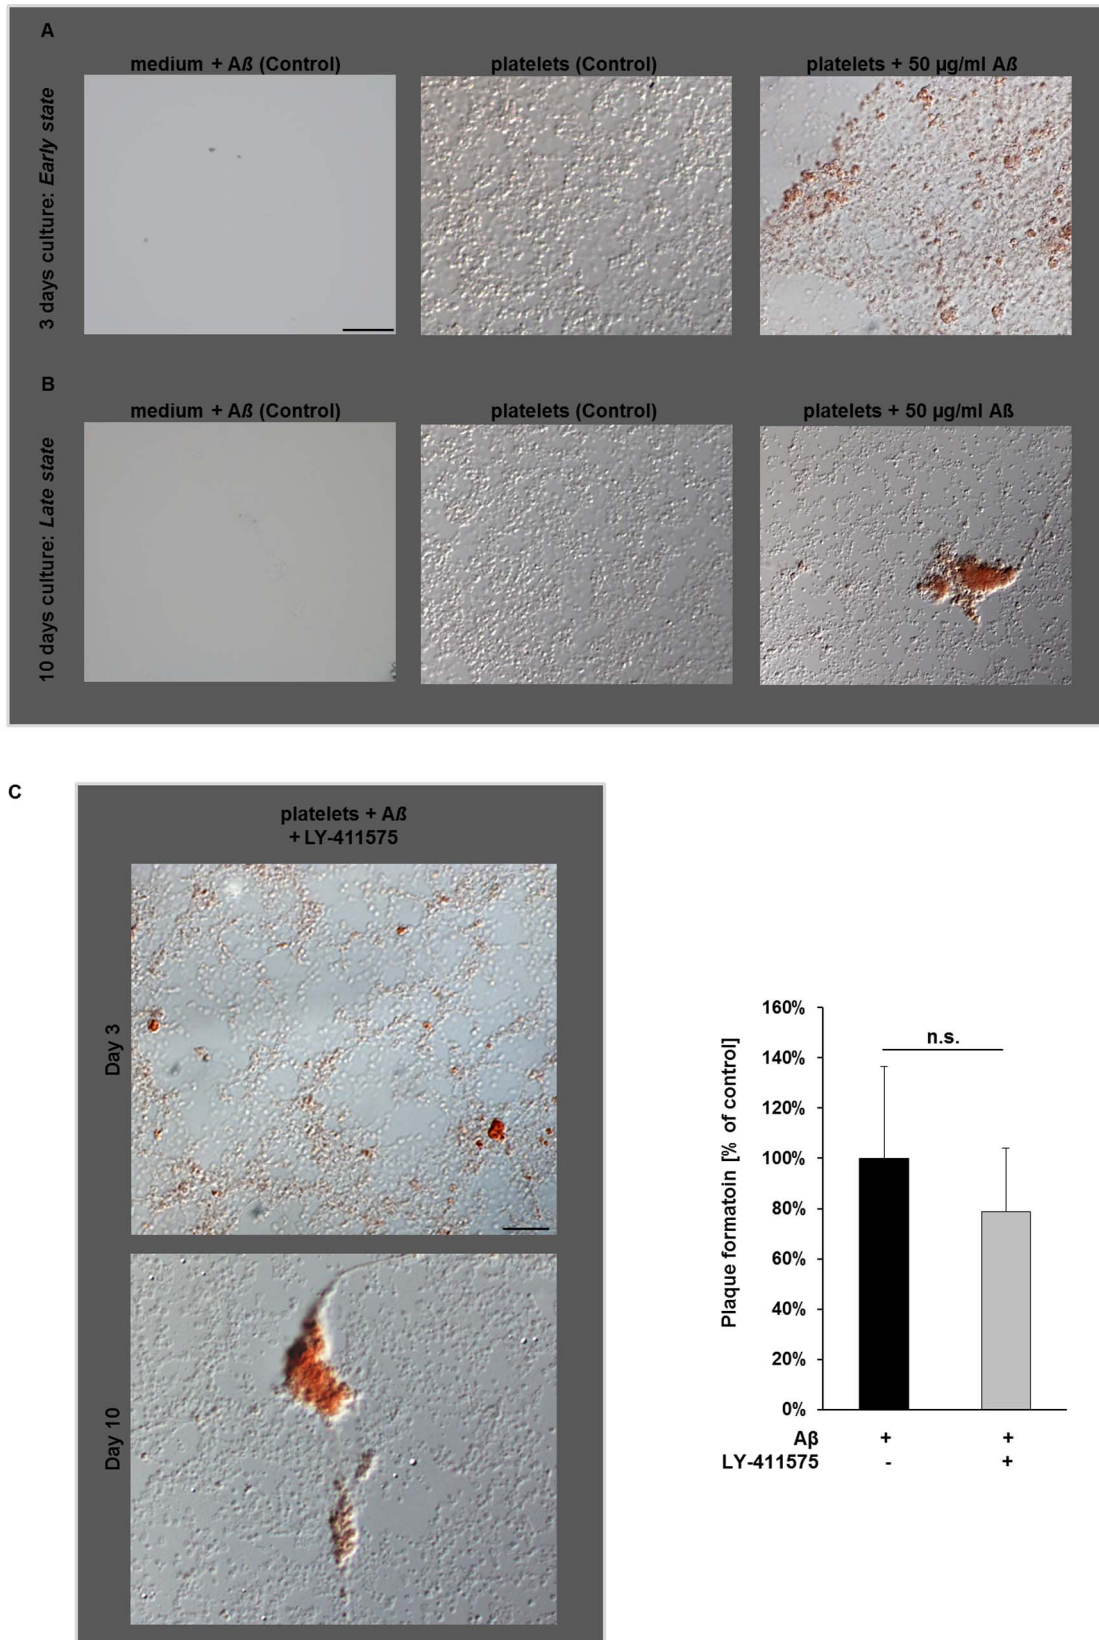 A
medium + Aß (Control)
platelets (Control)
platelets + 50 µg/ml Aß
3 days culture: Early state
B
medium + Aß (Control)
platelets (Control)
platelets + 50 µg/ml Aß
10 days culture: Late state
C
platelets + Aß
+ LY-411575
Day 3
Day 10
Plaque formatoin [% of control]
160%
140%
120%
100%
80%
60%
40%
20%
0%
n.s.
Aβ + +
LY-411575 - +